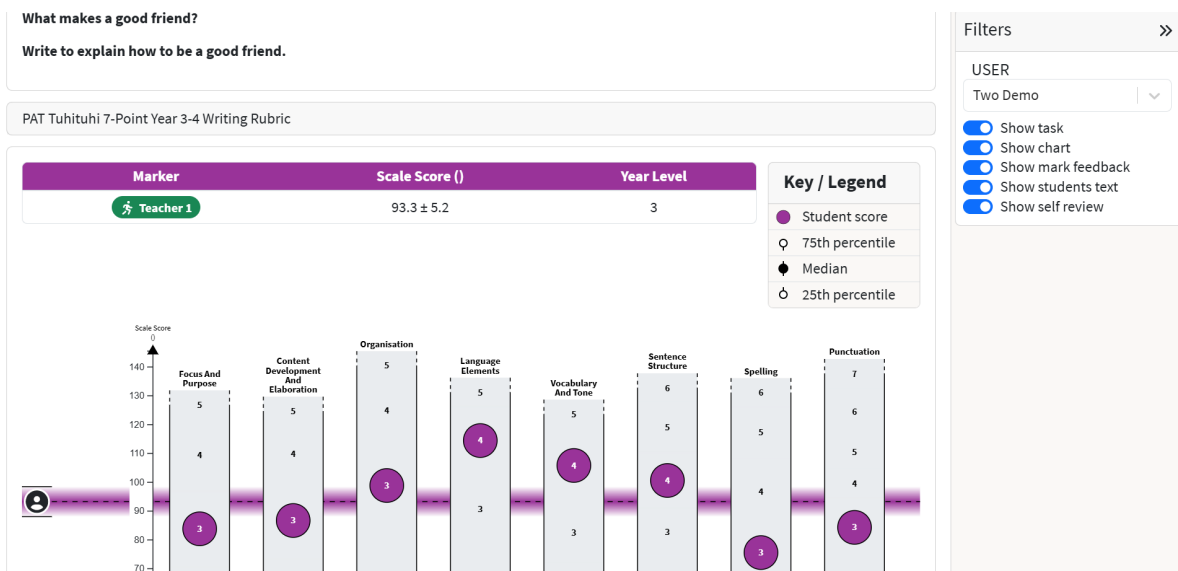 What makes a good friend?
Write to explain how to be a good friend.
PAT Tuhituhi 7-Point Year 3-4 Writing Rubric
Marker Scale Score () Year Level
Teacher 1 93.3 ± 5.2 3
Key / Legend
Student score
75th percentile
Median
25th percentile
Scale Score
()
140
130
120
110
100
90
80
70
Focus And
Purpose
5
4
3
Content
Development
And
Elaboration
5
4
3
Organisation
5
4
3
Language
Elements
5
4
3
Vocabulary
And Tone
5
4
3
Sentence
Structure
6
5
4
3
Spelling
6
5
4
3
Punctuation
7
6
5
4
3
Filters
USER
Two Demo
Show task
Show chart
Show mark feedback
Show students text
Show self review